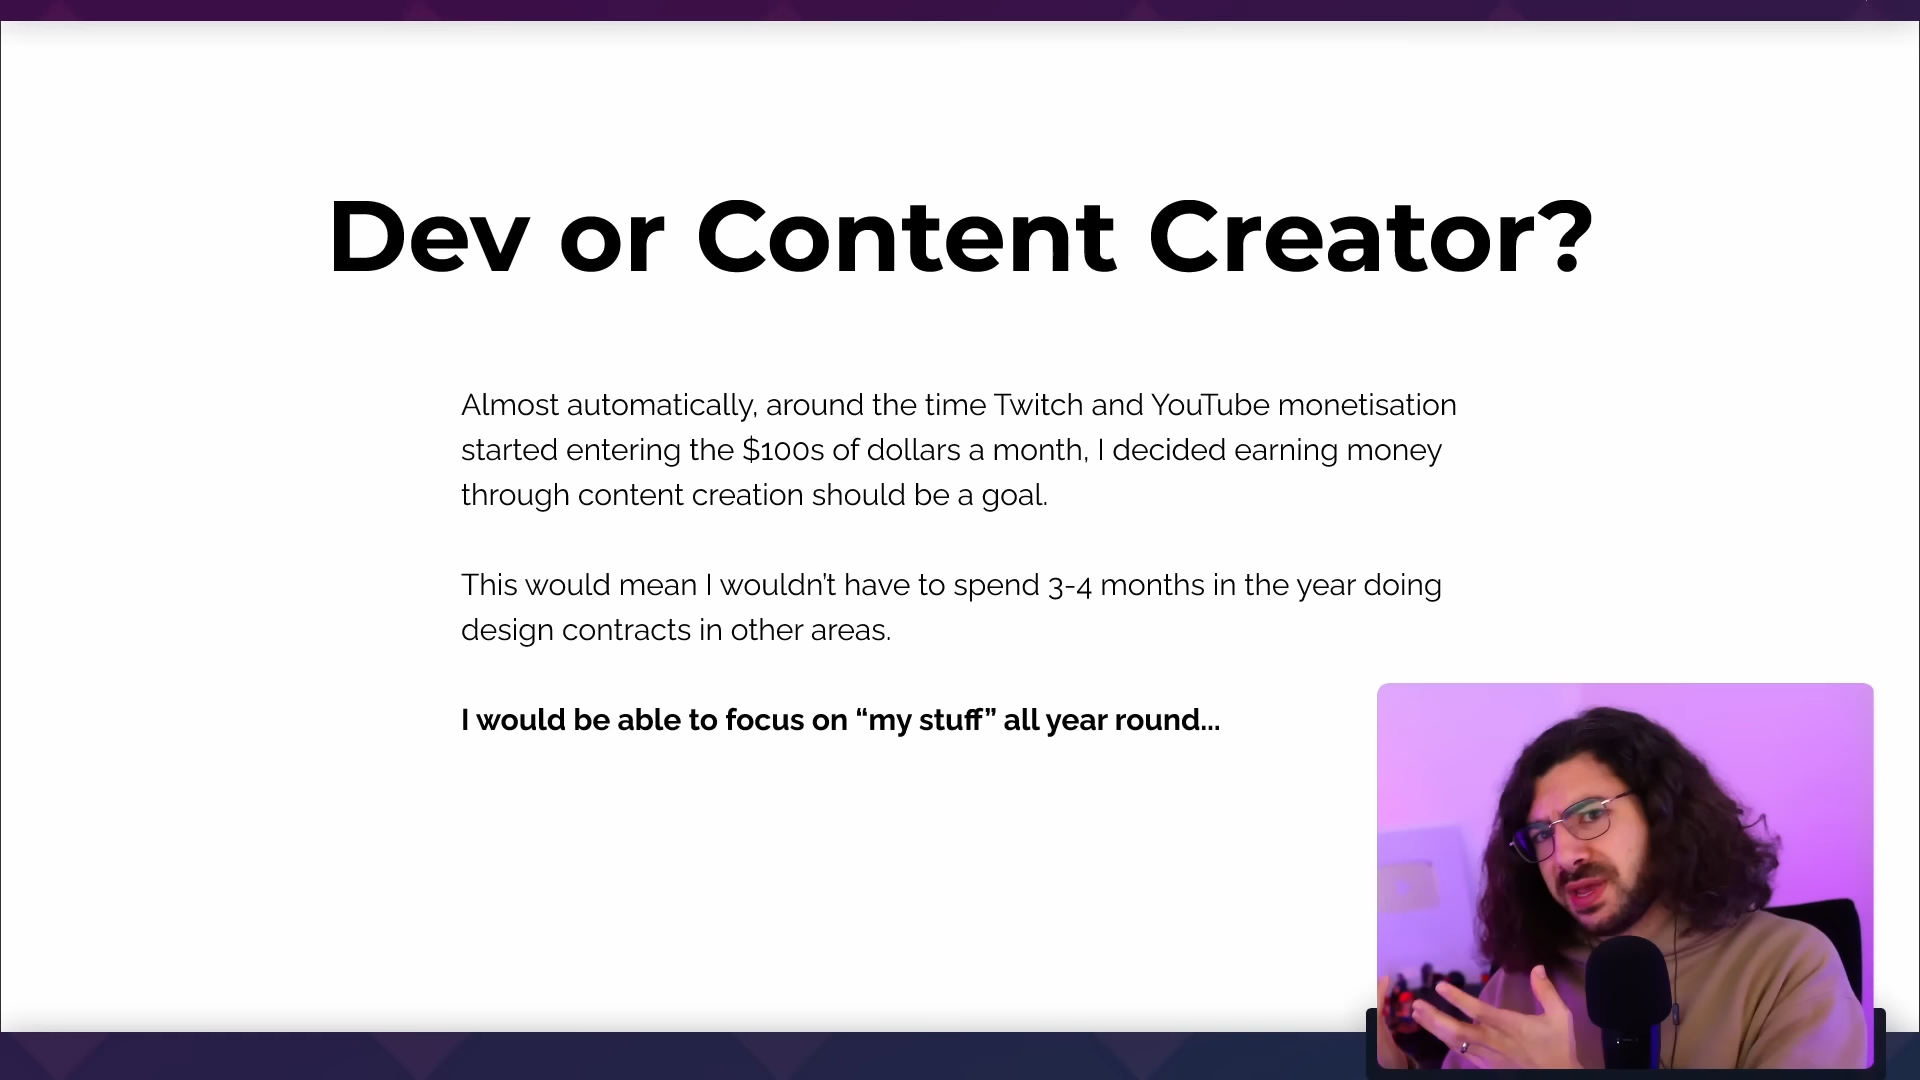 Dev or Content Creator?
Almost automatically, around the time Twitch and YouTube monetisation
started entering the $100s of dollars a month, I decided earning money
through content creation should be a goal.
This would mean I wouldn’t have to spend 3-4 months in the year doing
design contracts in other areas.
I would be able to focus on “my stuff” all year round...